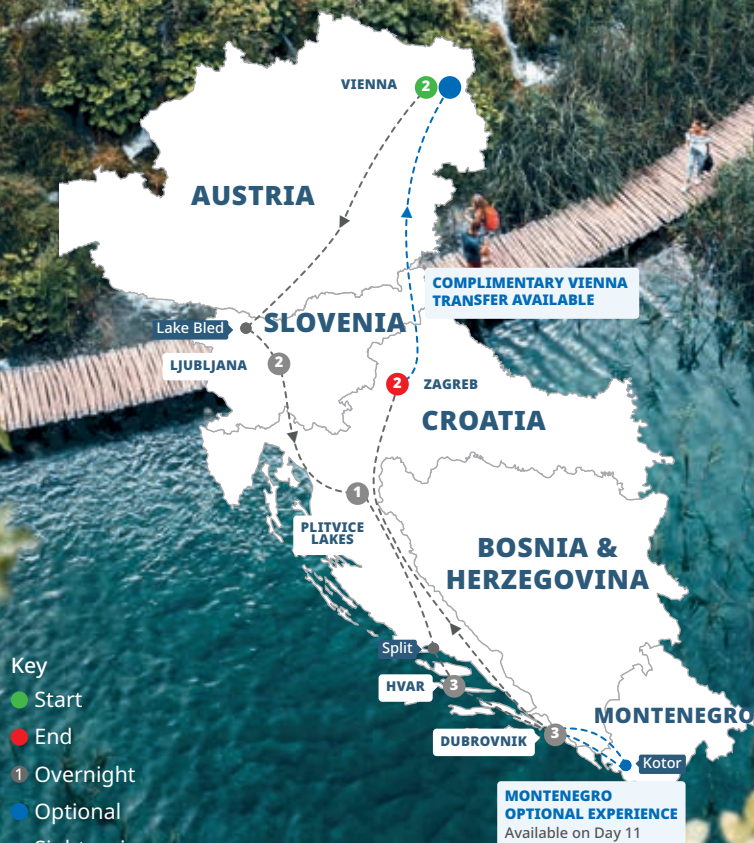 VIENNA
2
AUSTRIA
COMPLIMENTARY VIENNA
TRANSFER AVAILABLE
Lake Bled
SLOVENIA
LJUBLJANA
2
2
ZAGREB
CROATIA
1
PLITVICE
LAKES
BOSNIA &
HERZEGOVINA
Split
HVAR
3
MONTENEGRO
DUBROVNIK
3
Kotor
MONTENEGRO
OPTIONAL EXPERIENCE
Available on Day 11
Key
Start
End
1 Overnight
Optional